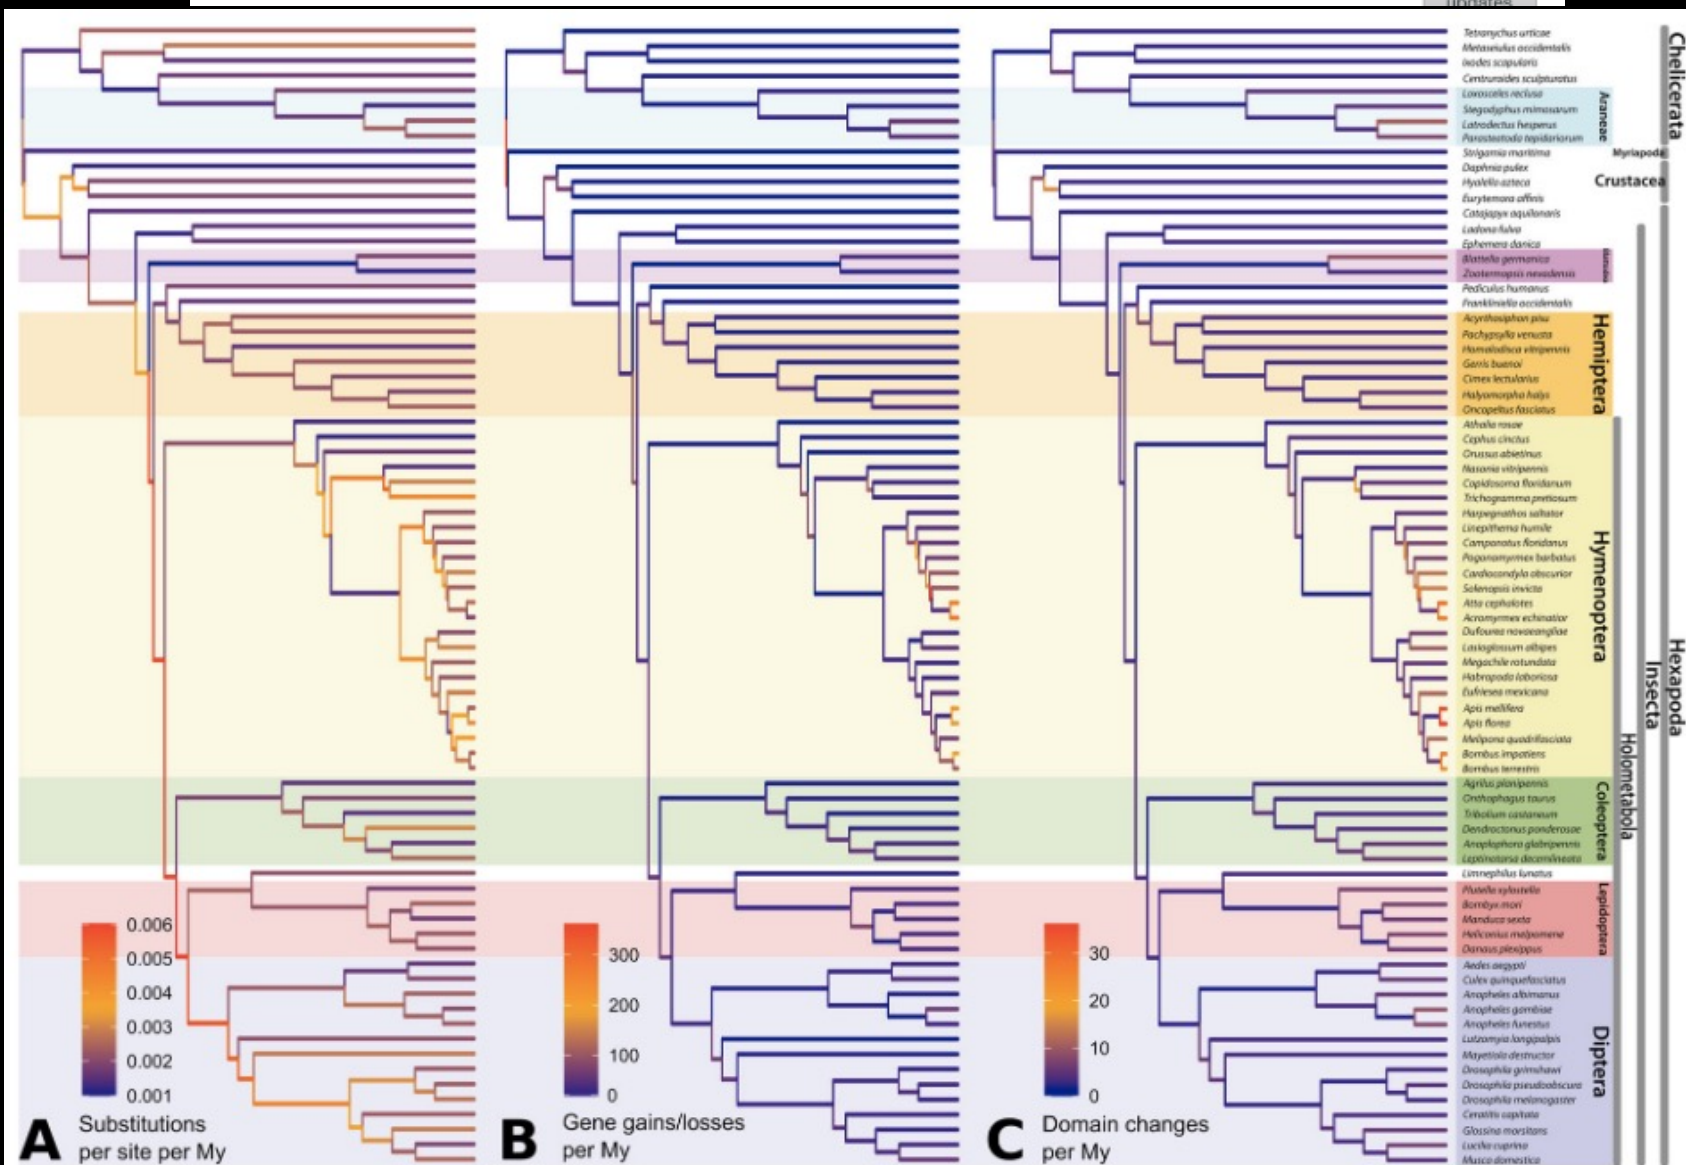 updates
Tetranychus urticae
Metaseiulus occidentalis
Ixodes scapularis
Centruroides sculpturatus
Loxosceles reclusa
Stegodyphus mimosarum
Latrodectus hesperus
Parasteatoda tepidariorum
Strigamia maritima
Daphnia pulex
Hyalella azteca
Eurytemora affinis
Catajapyx aquilonaris
Ladona fulva
Ephemera danica
Blattella germanica
Zootermopsis nevadensis
Pediculus humanus
Frankliniella occidentalis
Acyrthosiphon pisu
Pachypsylla venusta
Homalodisca vitripennis
Gerris buenoi
Cimex lectularius
Halyomorpha halys
Oncopeltus fasciatus
Athalia rosae
Cephus cinctus
Orussus abietinus
Nasonia vitripennis
Copidosoma floridanum
Trichogramma pretiosum
Harpegnathos saltator
Linepithema humile
Camponotus floridanus
Pogonomyrmex barbatus
Cardiocondyla obscurior
Solenopsis invicta
Atta cephalotes
Acromyrmex echinatior
Dufourea novaeangliae
Lasioglossum albipes
Megachile rotundata
Habropoda laboriosa
Eufriesea mexicana
Apis mellifera
Apis florea
Melipona quadrifasciata
Bombus impatiens
Bombus terrestris
Agrilus planipennis
Onthophagus taurus
Tribolium castaneum
Dendroctonus ponderosae
Anoplophora glabripennis
Leptinotarsa decemlineata
Limnephilus lunatus
Plutella xylostella
Bombyx mori
Manduca sexta
Heliconius melpomene
Danaus plexippus
Aedes aegypti
Culex quinquefasciatus
Anopheles albimanus
Anopheles gambiae
Anopheles funestus
Lutzomyia longipalpis
Mayetiola destructor
Drosophila grimshawi
Drosophila pseudoobscura
Drosophila melanogaster
Ceratitis capitata
Glossina morsitans
Lucilia cuprina
Musca domestica
Araneae
Chelicerata
Myriapoda
Crustacea
Hemiptera
Hymenoptera
Coleoptera
Lepidoptera
Diptera
Holometabola
Insecta
Hexapoda
0.006
0.005
0.004
0.003
0.002
0.001
A
Substitutions
per site per My
300
200
100
0
B
Gene gains/losses
per My
30
20
10
0
C
Domain changes
per My